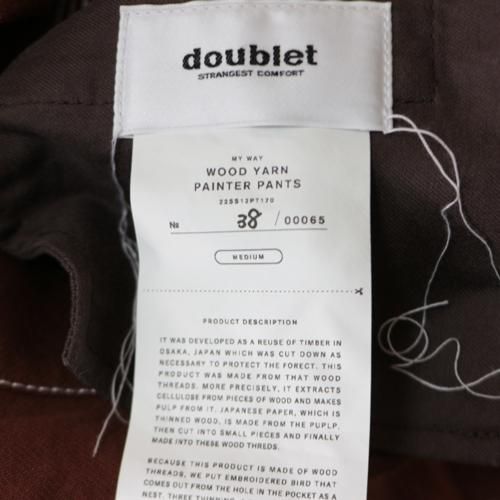 doublet
STRANGEST COMFORT
MY WAY
WOOD YARN
PAINTER PANTS
22SS12PT170
№ 38 / 00065
MEDIUM
PRODUCT DESCRIPTION
IT WAS DEVELOPED AS A REUSE OF TIMBER IN
OSAKA, JAPAN WHICH WAS CUT DOWN AS
NECESSARY TO PROTECT THE FOREST. THIS
PRODUCT WAS MADE FROM THAT WOOD
THREADS. MORE PRECISELY, IT EXTRACTS
CELLULOSE FROM PIECES OF WOOD AND MAKES
PULP FROM IT. JAPANESE PAPER, WHICH IS
THINNED WOOD, IS MADE FROM THE PUPLP.
THEN CUT INTO SMALL PIECES AND FINALLY
MADE INTO THESE WOOD THREDS.
BECAUSE THIS PRODUCT IS MADE OF WOOD
THREADS, WE PUT EMBROIDERED BIRD THAT
COMES OUT FROM THE HOLE IN THE POCKET AS A
NEST. THREE